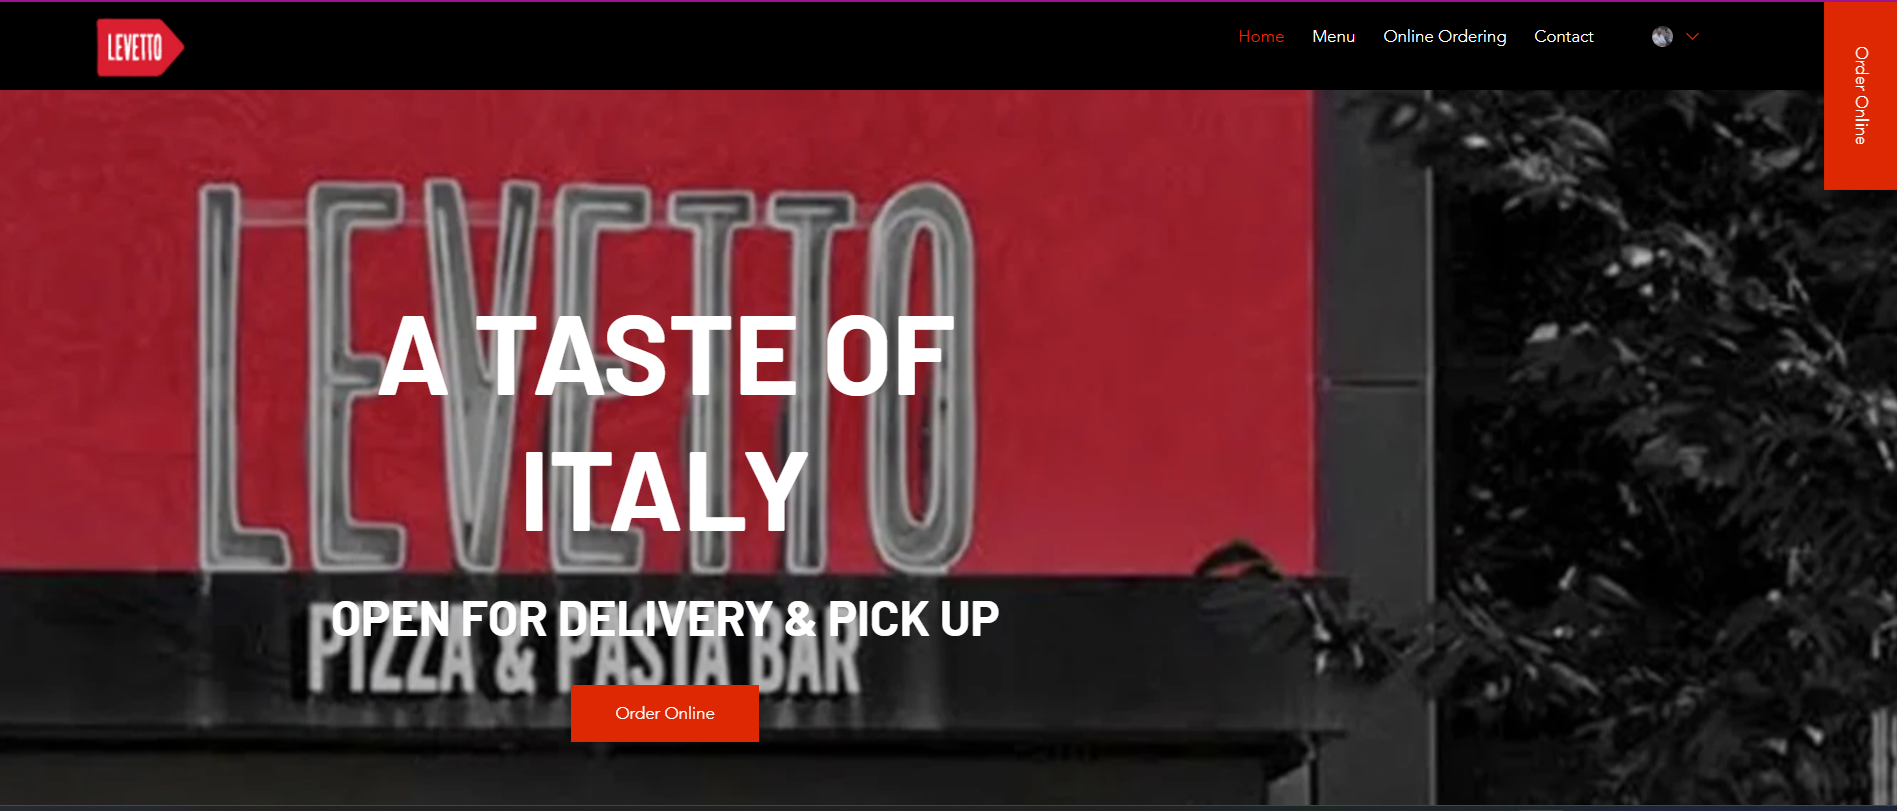 LEVETTO
Home Menu Online Ordering Contact
Order Online
LEVETTO
A TASTE OF
ITALY
OPEN FOR DELIVERY & PICK UP
PIZZA & PASTA BAR
Order Online